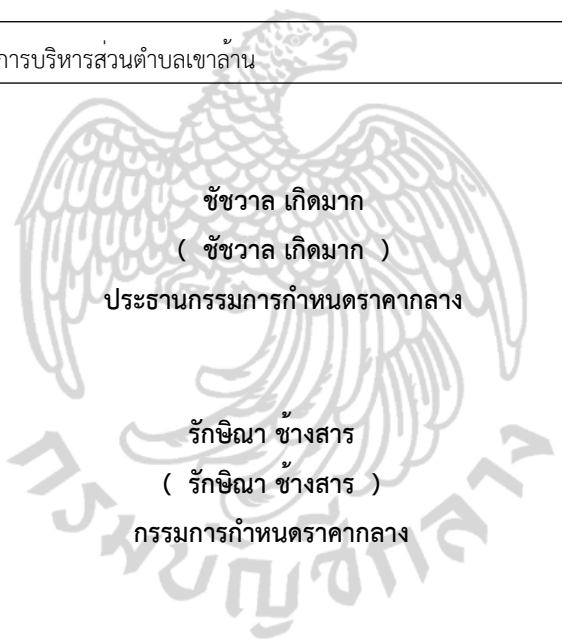 การบริหารส่วนตำบลเขาล้าน
ชัชวาล เกิดมาก
( ชัชวาล เกิดมาก )
ประธานกรรมการกำหนดราคากลาง
รักษิณา ช้างสาร
( รักษิณา ช้างสาร )
กรรมการกำหนดราคากลาง
กรมบัญชีกลาง